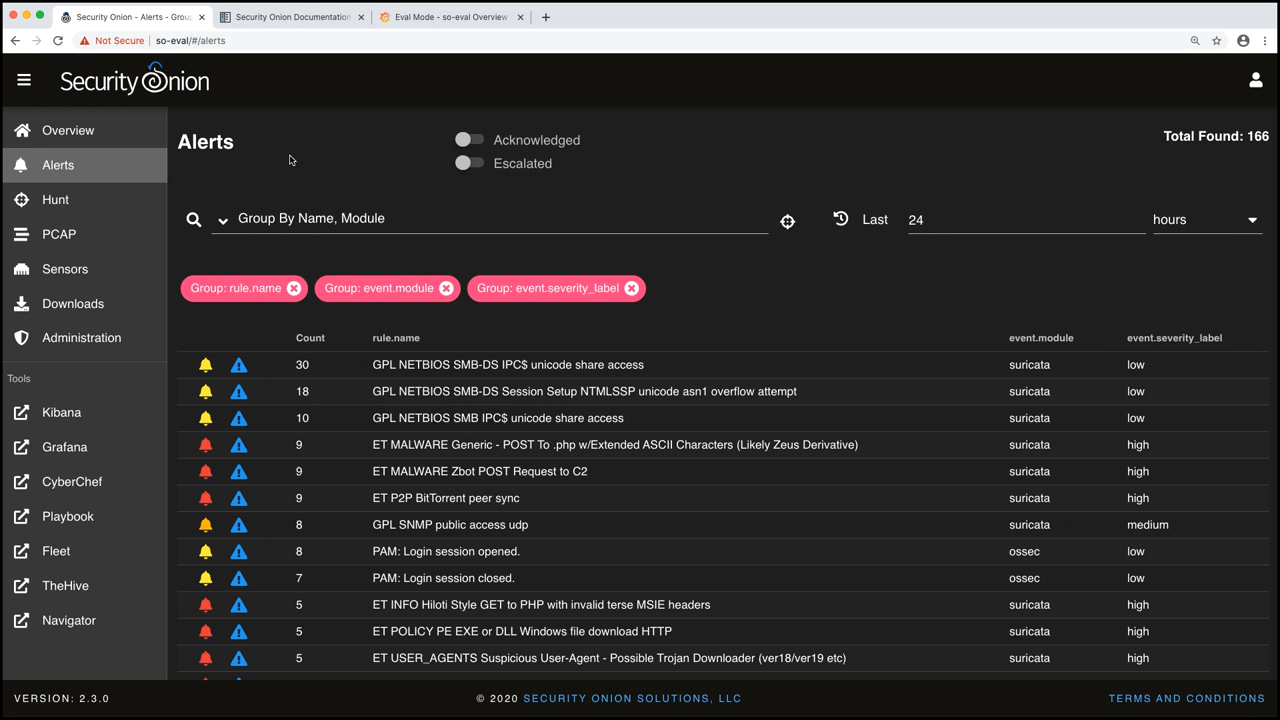 Security Onion - Alerts - Grou
Security Onion Documentation
Eval Mode - so-eval Overview
Not Secure
so-eval/#/alerts
Security Onion
Overview
Alerts
Hunt
PCAP
Sensors
Downloads
Administration
Tools
Kibana
Grafana
CyberChef
Playbook
Fleet
TheHive
Navigator
Alerts
Acknowledged
Escalated
Total Found: 166
Group By Name, Module
Last 24 hours
Group: rule.name Group: event.module Group: event.severity_label
Count rule.name event.module event.severity_label
30 GPL NETBIOS SMB-DS IPC$ unicode share access suricata low
18 GPL NETBIOS SMB-DS Session Setup NTMLSSP unicode asn1 overflow attempt suricata low
10 GPL NETBIOS SMB IPC$ unicode share access suricata low
9 ET MALWARE Generic - POST To .php w/Extended ASCII Characters (Likely Zeus Derivative) suricata high
9 ET MALWARE Zbot POST Request to C2 suricata high
9 ET P2P BitTorrent peer sync suricata high
8 GPL SNMP public access udp suricata medium
8 PAM: Login session opened. ossec low
7 PAM: Login session closed. ossec low
5 ET INFO Hiloti Style GET to PHP with invalid terse MSIE headers suricata high
5 ET POLICY PE EXE or DLL Windows file download HTTP suricata high
5 ET USER_AGENTS Suspicious User-Agent - Possible Trojan Downloader (ver18/ver19 etc) suricata high
VERSION: 2.3.0
© 2020 SECURITY ONION SOLUTIONS, LLC
TERMS AND CONDITIONS